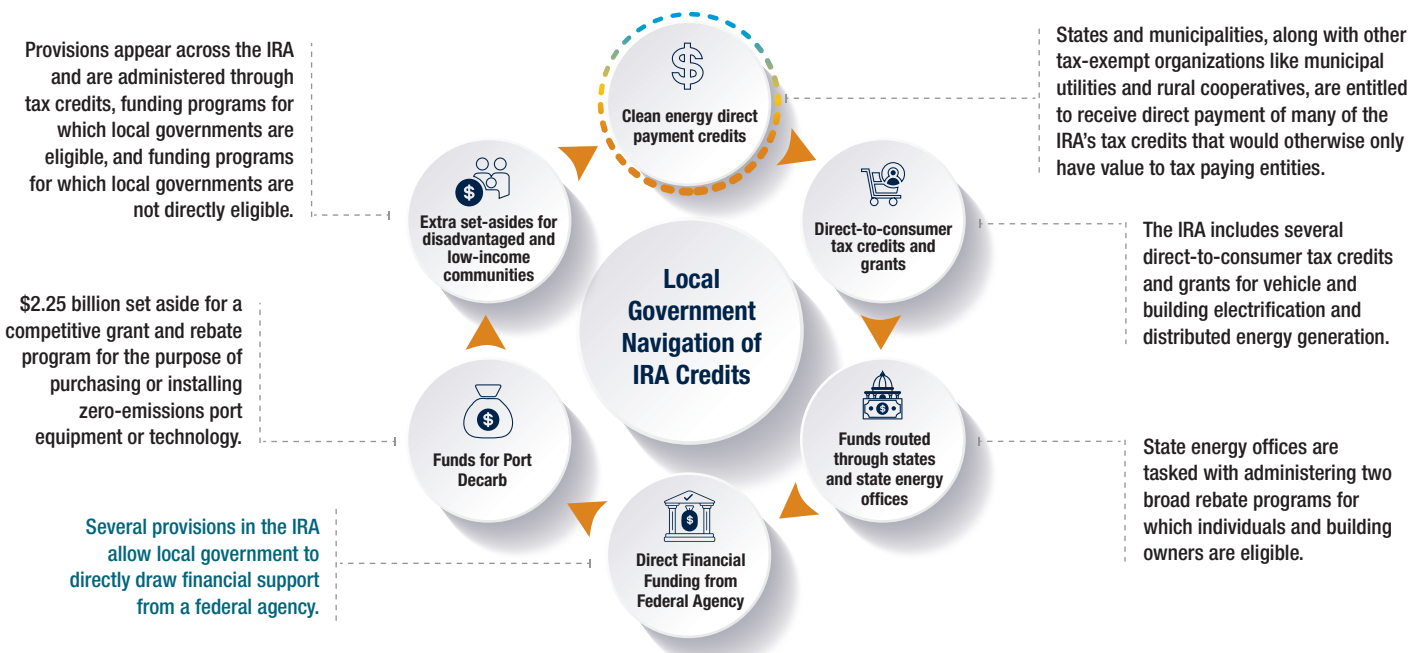 Provisions appear across the IRA
and are administered through
tax credits, funding programs for
which local governments are
eligible, and funding programs
for which local governments are
not directly eligible.
$
Clean energy direct
payment credits
States and municipalities, along with other
tax-exempt organizations like municipal
utilities and rural cooperatives, are entitled
to receive direct payment of many of the
IRA's tax credits that would otherwise only
have value to tax paying entities.
$
Extra set-asides for
disadvantaged and
low-income
communities
Direct-to-consumer
tax credits and
grants
The IRA includes several
direct-to-consumer tax credits
and grants for vehicle and
building electrification and
distributed energy generation.
Local
Government
Navigation of
IRA Credits
$2.25 billion set aside for a
competitive grant and rebate
program for the purpose of
purchasing or installing
zero-emissions port
equipment or technology.
$
Funds for Port
Decarb
$
Funds routed
through states
and state energy
offices
State energy offices are
tasked with administering two
broad rebate programs for
which individuals and building
owners are eligible.
Several provisions in the IRA
allow local government to
directly draw financial support
from a federal agency.
$
Direct Financial
Funding from
Federal Agency